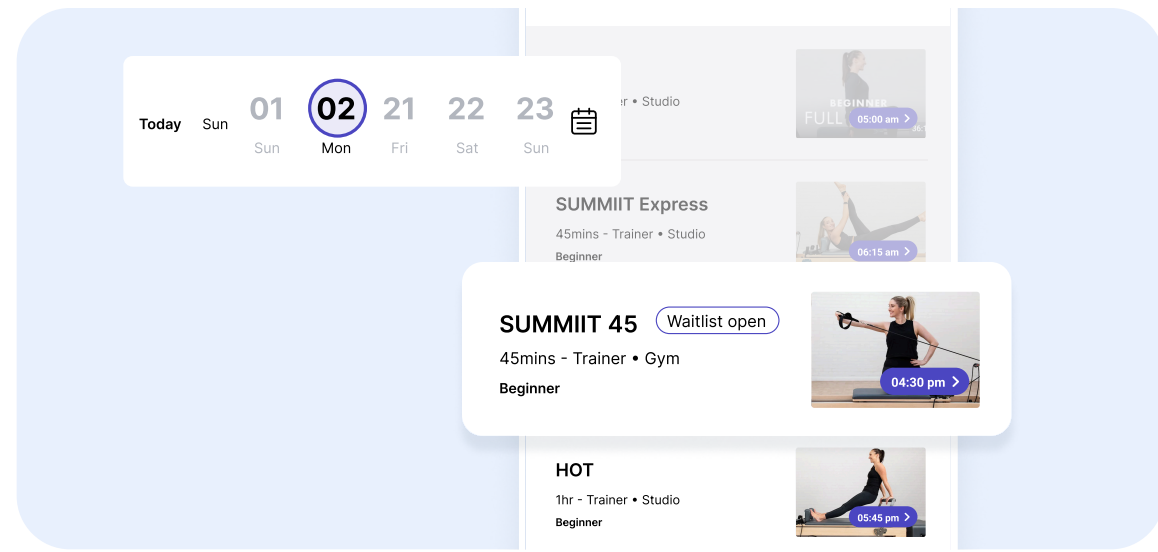 Today Sun 01 02 21 22 23
Sun Mon Fri Sat Sun
• Studio
BEGINNER
FULL
05:00 am
SUMMIIT Express
45mins - Trainer • Studio
Beginner
06:15 am
SUMMIIT 45
Waitlist open
45mins - Trainer • Gym
Beginner
04:30 pm
HOT
1hr - Trainer • Studio
Beginner
05:45 pm